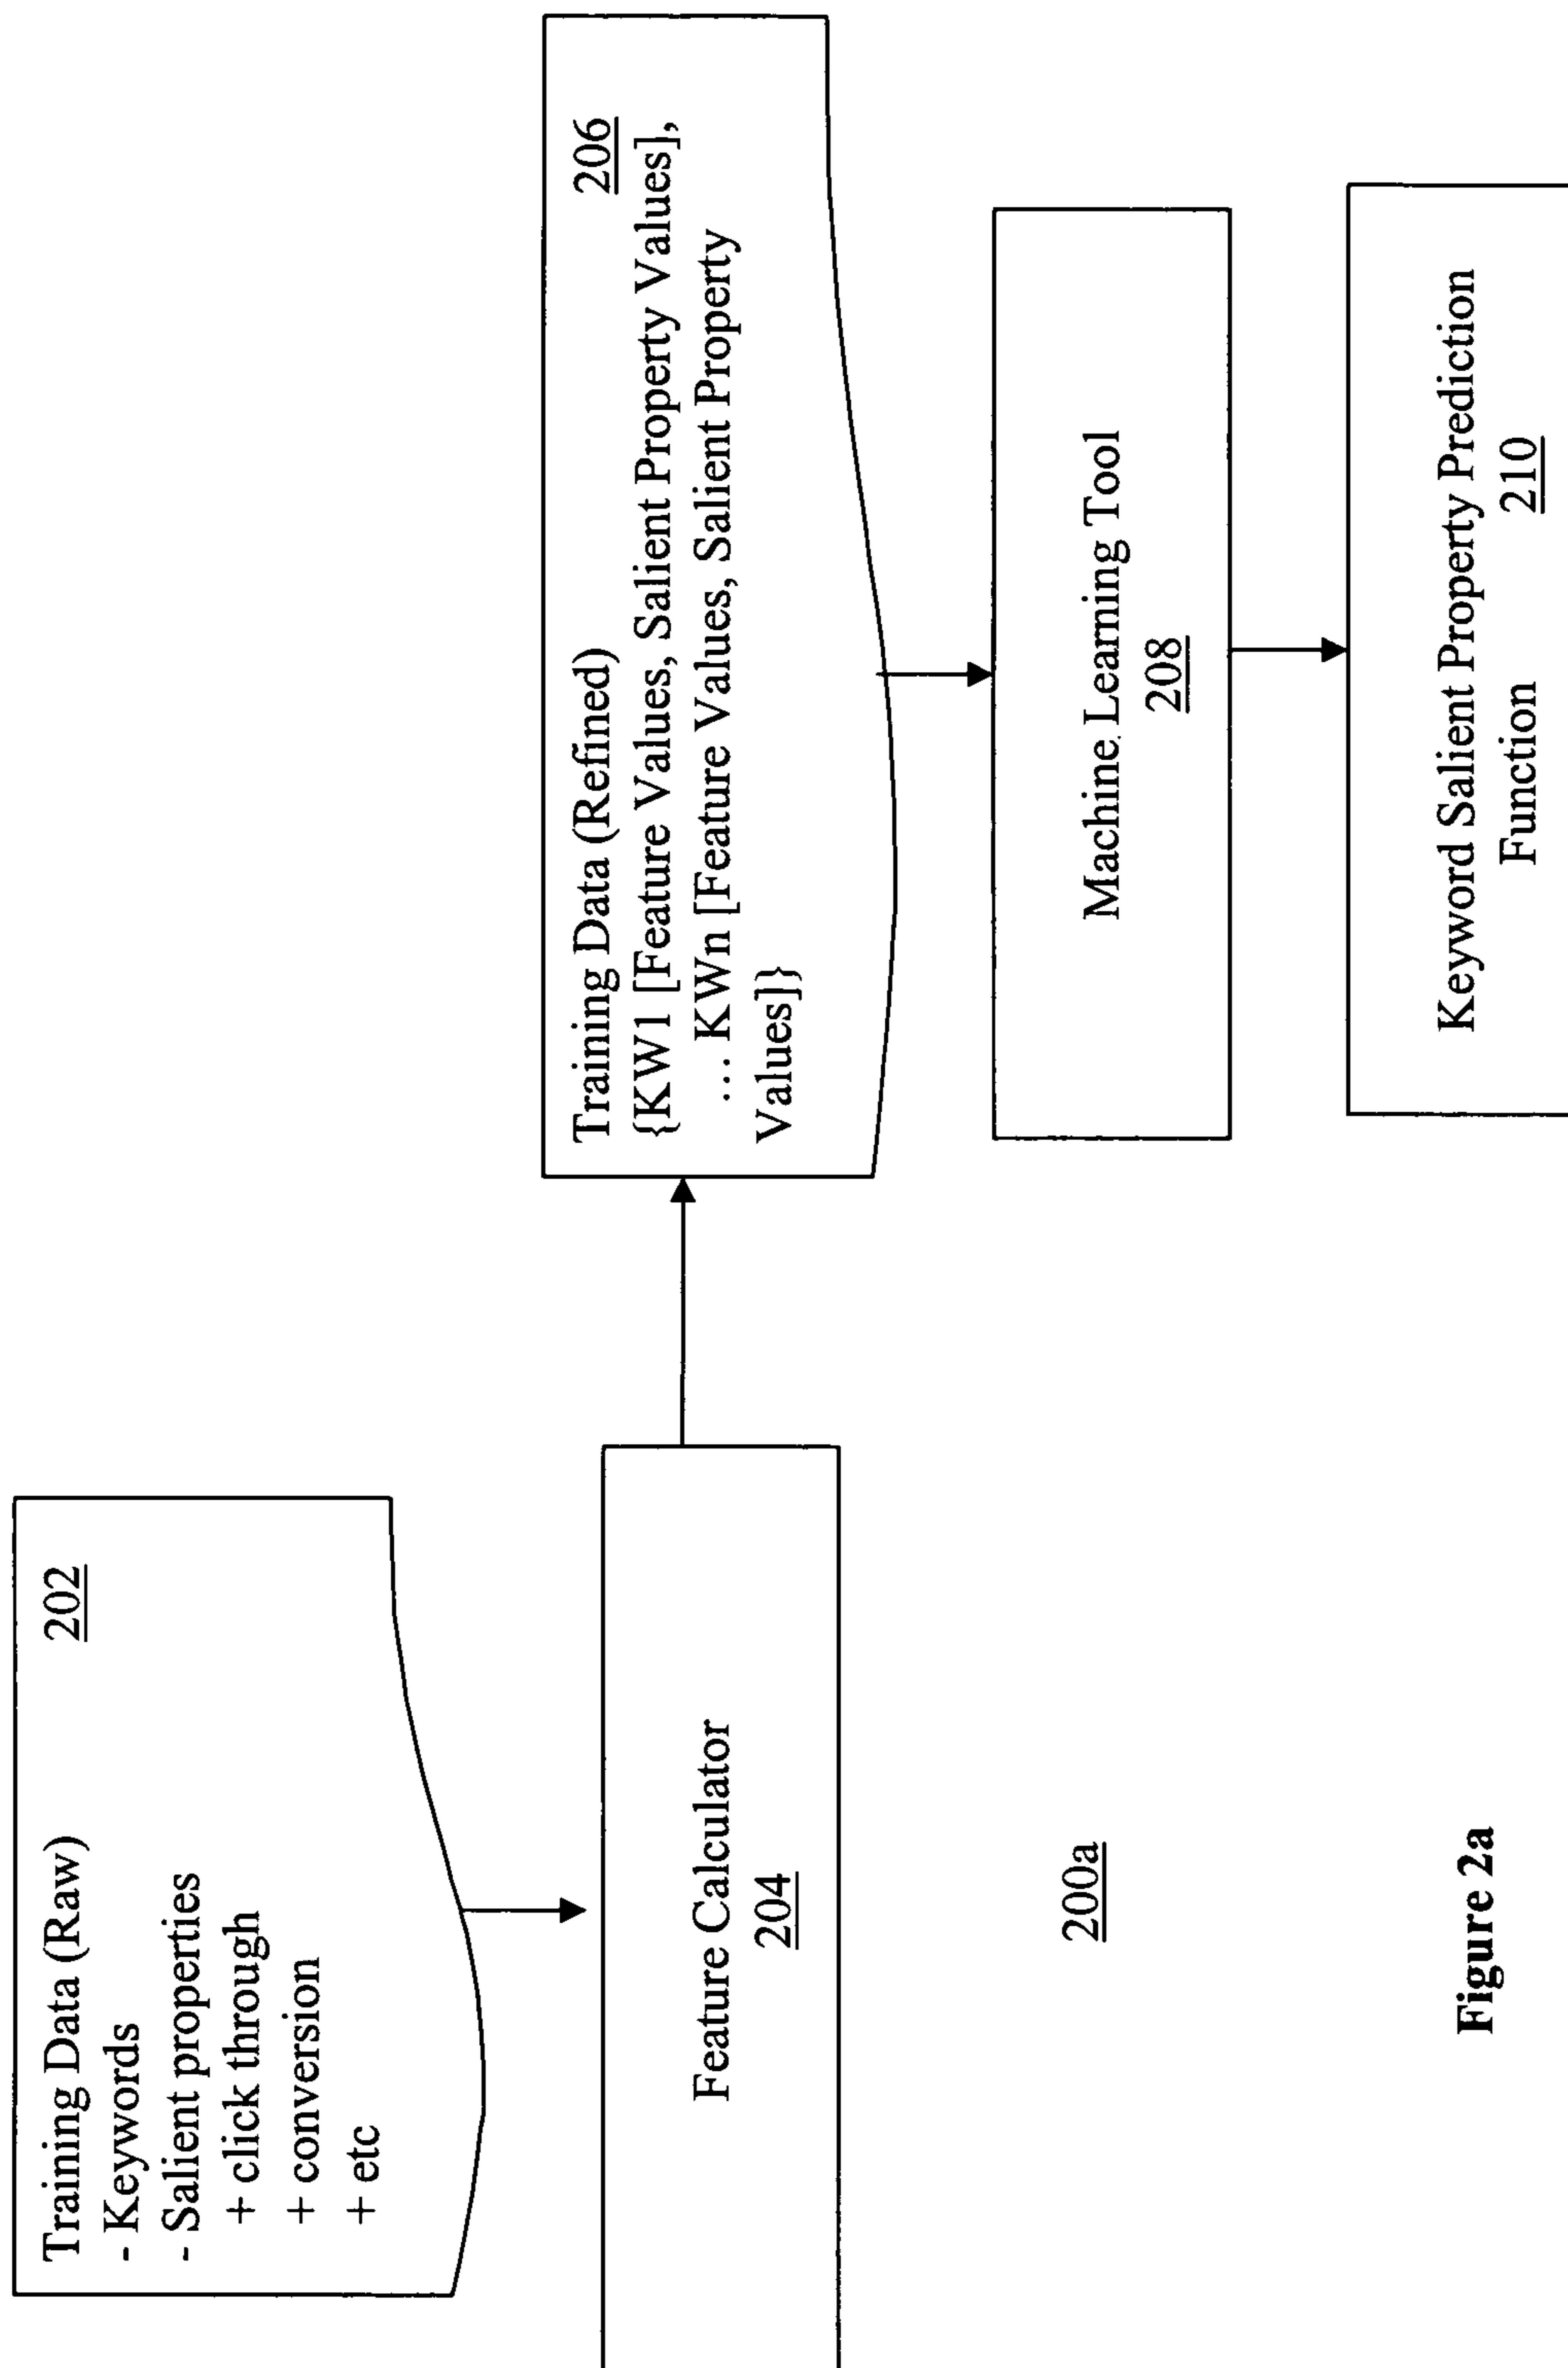 Training Data (Raw) 202
- Keywords
- Salient properties
+ click through
+ conversion
+ etc
Feature Calculator
204
Training Data (Refined) 206
{KW1 [Feature Values, Salient Property Values],
… KWn [Feature Values, Salient Property
Values]}
Machine Learning Tool
208
Keyword Salient Property Prediction
Function 210
200a
Figure 2a